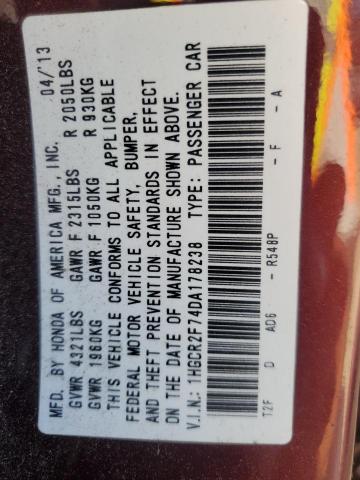 MFD. BY HONDA OF AMERICA MFG., INC. 04/13
GVWR 4321LBS GAWR F 2315LBS R 2050LBS
GVWR 1960KG GAWR F 1050KG R 930KG
THIS VEHICLE CONFORMS TO ALL APPLICABLE
FEDERAL MOTOR VEHICLE SAFETY, BUMPER,
AND THEFT PREVENTION STANDARDS IN EFFECT
ON THE DATE OF MANUFACTURE SHOWN ABOVE.
V.I.N.: 1HGCR2F74DA178238 TYPE: PASSENGER CAR
T2F D AD6 - R548P - F - A